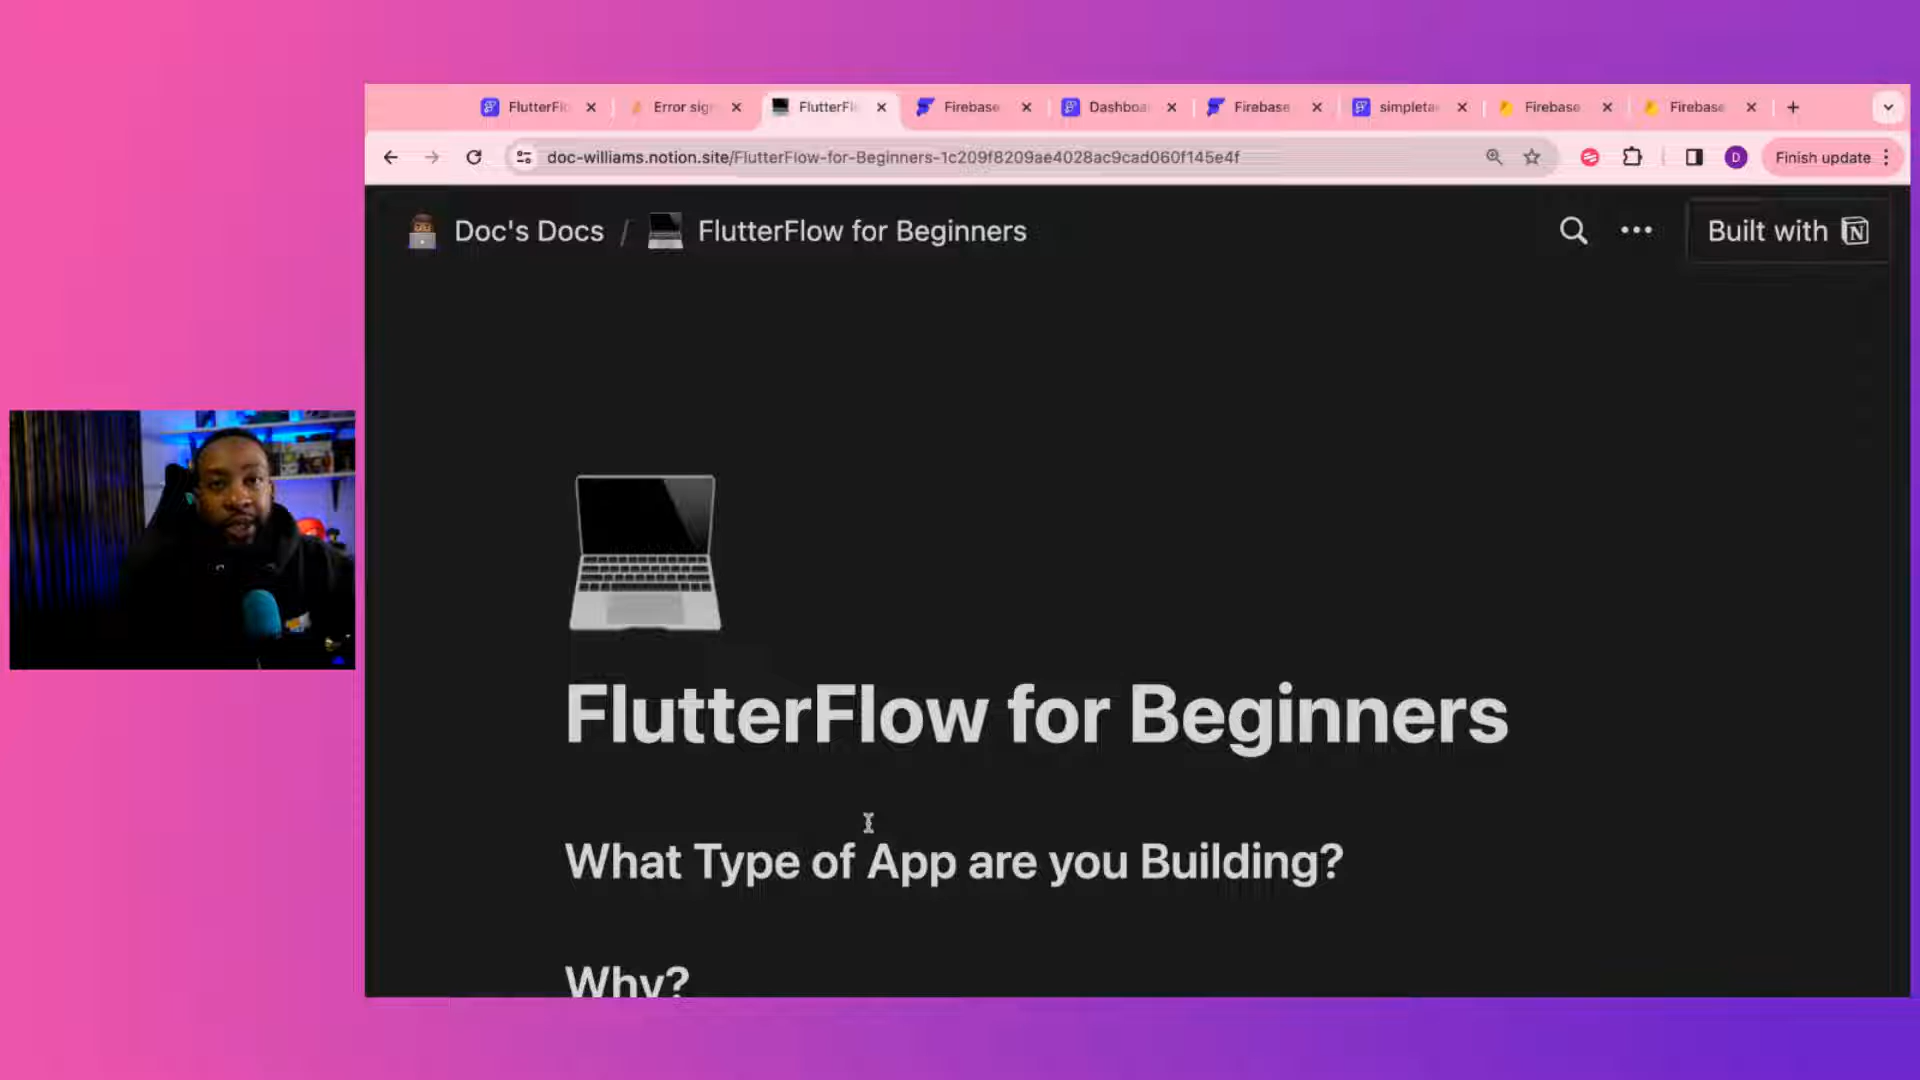 FlutterFl
Error sig
FlutterFl
Firebase
Dashboa
Firebase
simpleta
Firebase
Firebase
doc-williams.notion.site/FlutterFlow-for-Beginners-1c209f8209ae4028ac9cad060f145e4f
D
Finish update
Doc's Docs / FlutterFlow for Beginners
Built with
FlutterFlow for Beginners
What Type of App are you Building?
Why?